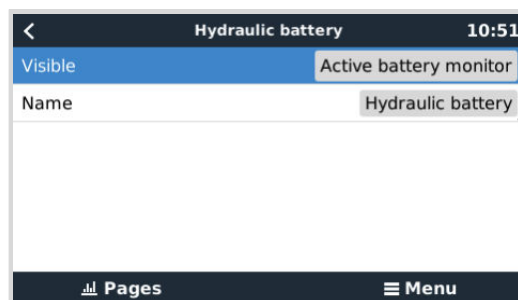 Hydraulic battery 10:51
Visible Active battery monitor
Name Hydraulic battery
Pages Menu